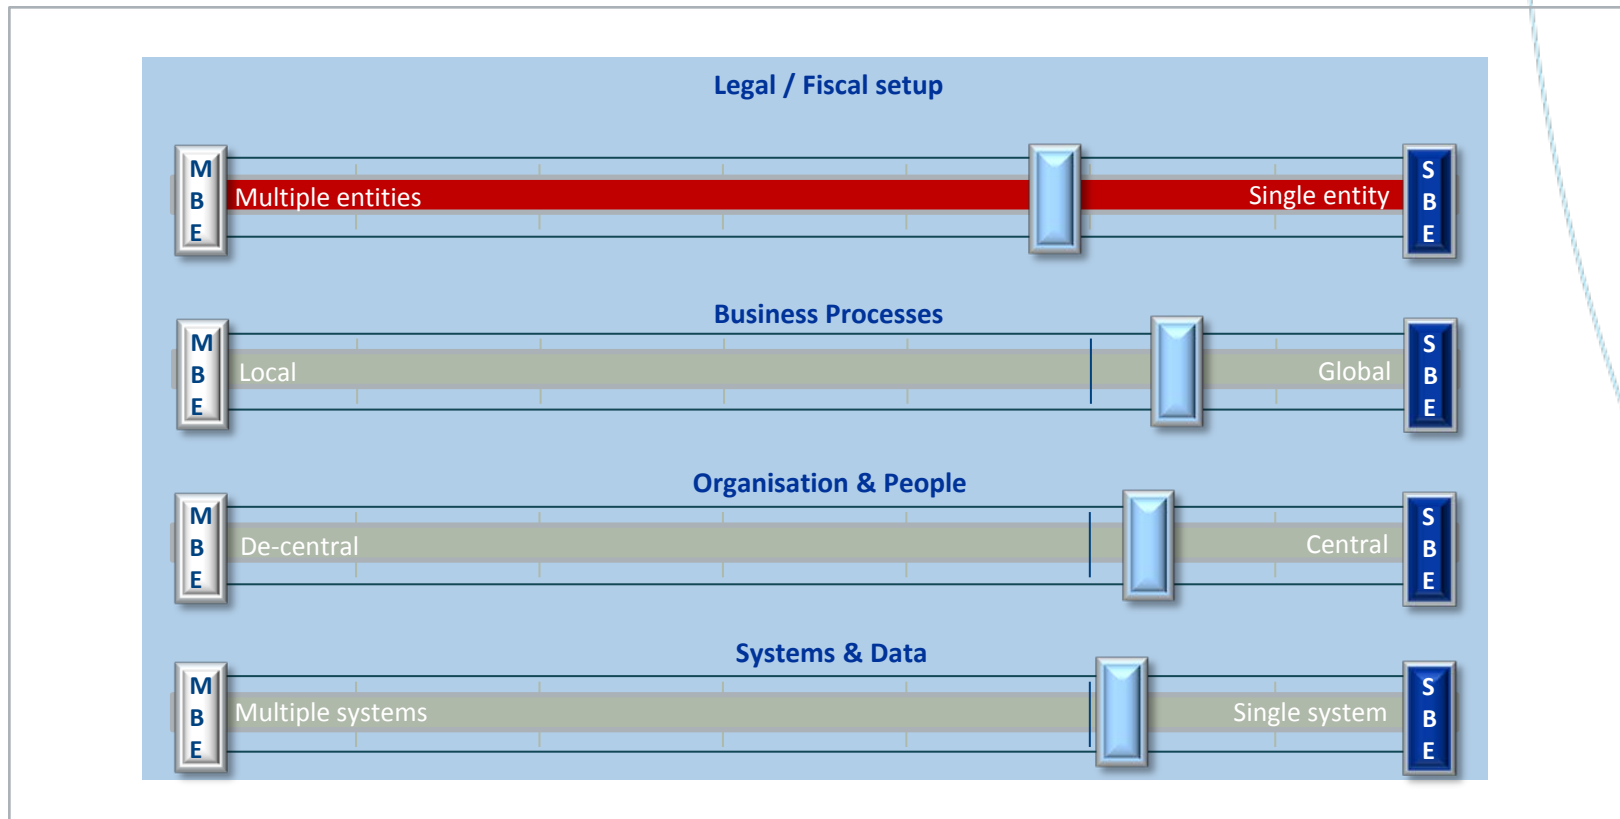 Legal / Fiscal setup
M
B
E
Multiple entities
Single entity
S
B
E
Business Processes
M
B
E
Local
Global
S
B
E
Organisation & People
M
B
E
De-central
Central
S
B
E
Systems & Data
M
B
E
Multiple systems
Single system
S
B
E